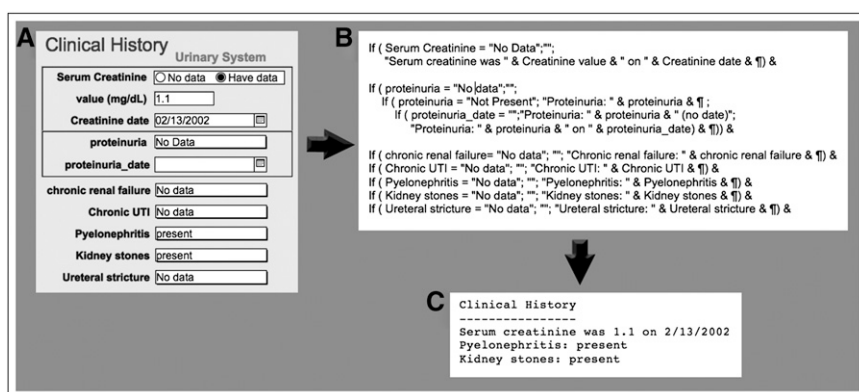 A
Clinical History
Urinary System
Serum Creatinine No data Have data
value (mg/dL) 1.1
Creatinine date 02/13/2002
proteinuria No Data
proteinuria_date
chronic renal failure No data
Chronic UTI No data
Pyelonephritis present
Kidney stones present
Ureteral stricture No data
B
If ( Serum Creatinine = "No Data";"";
"Serum creatinine was " & Creatinine value & " on " & Creatinine date & ¶) &
If ( proteinuria = "No data";"";
If ( proteinuria = "Not Present"; "Proteinuria: " & proteinuria & ¶ ;
If ( proteinuria_date = "";"Proteinuria: " & proteinuria & " (no date)";
"Proteinuria: " & proteinuria & " on " & proteinuria_date) & ¶)) &
If ( chronic renal failure= "No data"; ""; "Chronic renal failure: " & chronic renal failure & ¶) &
If ( Chronic UTI = "No data"; ""; "Chronic UTI: " & Chronic UTI & ¶) &
If ( Pyelonephritis = "No data"; ""; "Pyelonephritis: " & Pyelonephritis & ¶) &
If ( Kidney stones = "No data"; ""; "Kidney stones: " & Kidney stones & ¶) &
If ( Ureteral stricture = "No data"; ""; "Ureteral stricture: " & Ureteral stricture & ¶) &
C
Clinical History
----------------
Serum creatinine was 1.1 on 2/13/2002
Pyelonephritis: present
Kidney stones: present